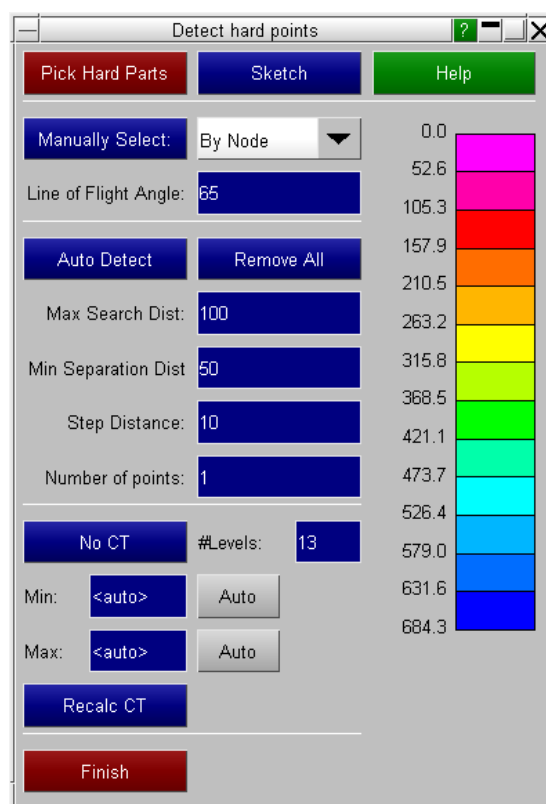 Detect hard points ?
Pick Hard Parts Sketch Help
Manually Select: By Node
Line of Flight Angle: 65
Auto Detect Remove All
Max Search Dist: 100
Min Separation Dist 50
Step Distance: 10
Number of points: 1
No CT #Levels: 13
Min: <auto> Auto
Max: <auto> Auto
Recalc CT
Finish
0.0
52.6
105.3
157.9
210.5
263.2
315.8
368.5
421.1
473.7
526.4
579.0
631.6
684.3